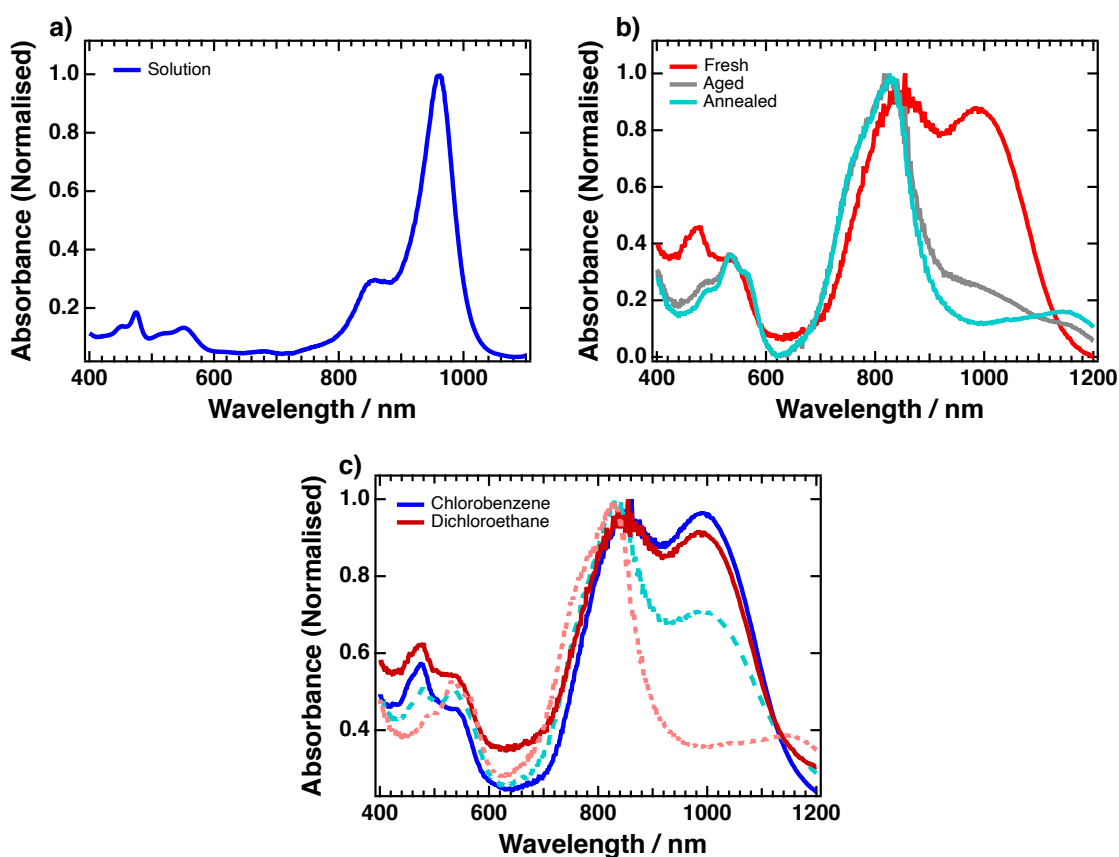 a)
Absorbance (Normalised)
1.0
0.8
0.6
0.4
0.2
Solution
400
600
800
1000
Wavelength / nm
b)
Absorbance (Normalised)
1.0
0.8
0.6
0.4
0.2
0.0
Fresh
Aged
Annealed
400
600
800
1000
1200
Wavelength / nm
c)
Absorbance (Normalised)
1.0
0.8
0.6
0.4
Chlorobenzene
Dichloroethane
400
600
800
1000
1200
Wavelength / nm